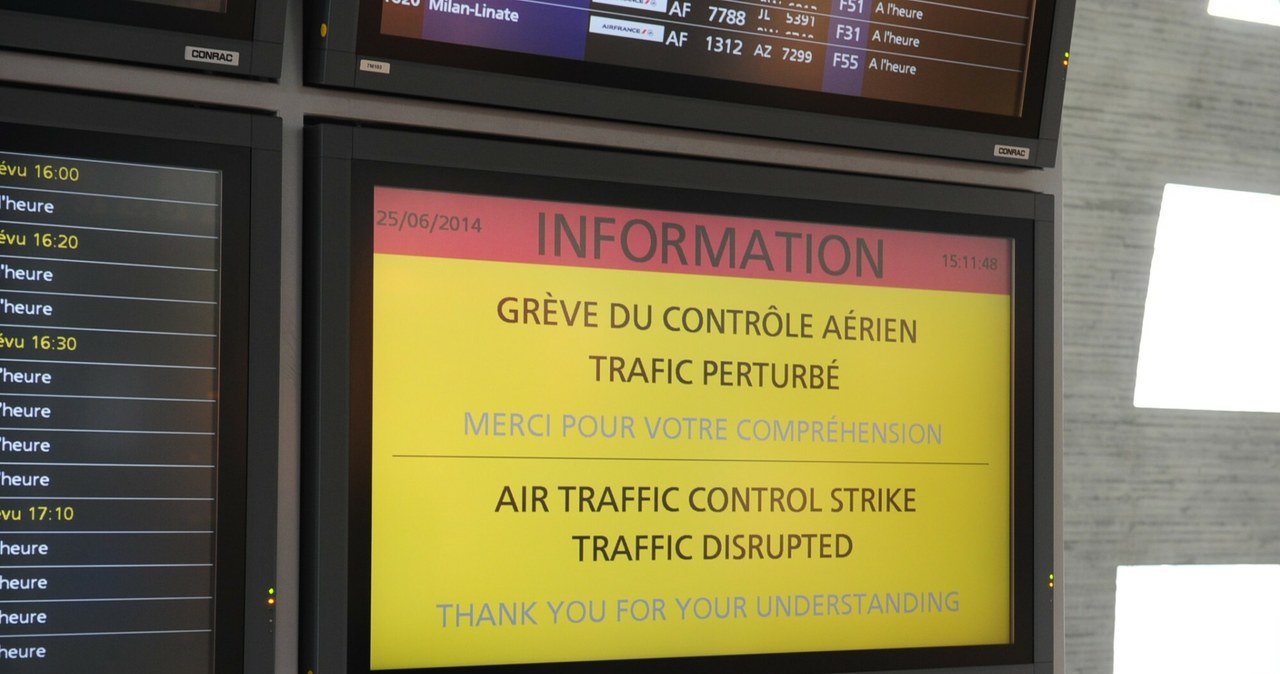 Milan-Linate
AF 7788 JL 5391 F51 A l'heure
F31 A l'heure
AIRFRANCE AF 1312 AZ 7299 F55 A l'heure
CONRAC
CONRAC
évu 16:00
l'heure
évu 16:20
l'heure
l'heure
évu 16:30
'heure
'heure
'heure
'heure
évu 17:10
heure
heure
heure
heure
25/06/2014 INFORMATION 15:11:48
GRÈVE DU CONTRÔLE AÉRIEN
TRAFIC PERTURBÉ
MERCI POUR VOTRE COMPRÉHENSION
AIR TRAFFIC CONTROL STRIKE
TRAFFIC DISRUPTED
THANK YOU FOR YOUR UNDERSTANDING